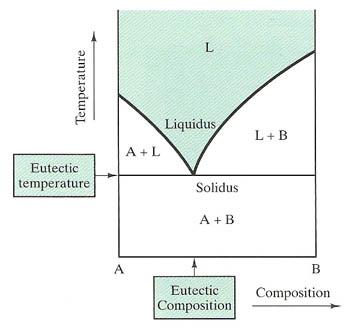 L
Temperature
Liquidus
L + B
A + L
Eutectic
temperature
Solidus
A + B
A
B
Eutectic
Composition
Composition